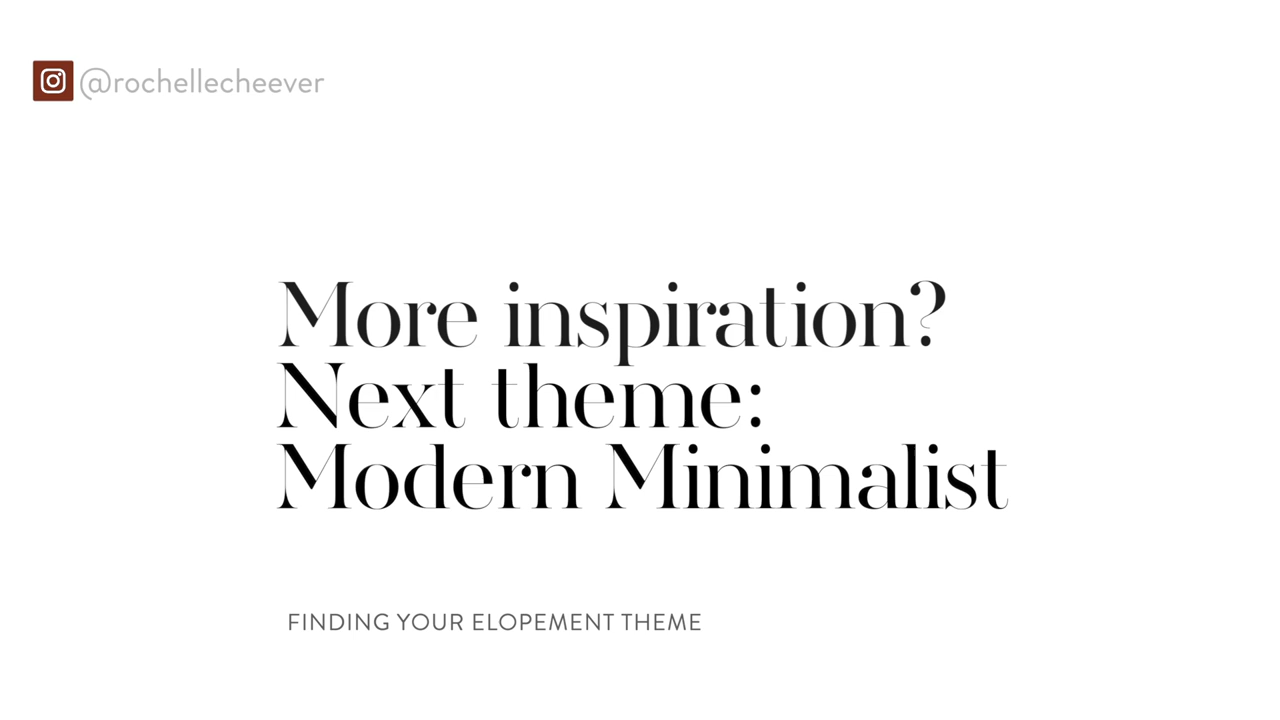 @rochellecheever
More inspiration?
Next theme:
Modern Minimalist
FINDING YOUR ELOPEMENT THEME